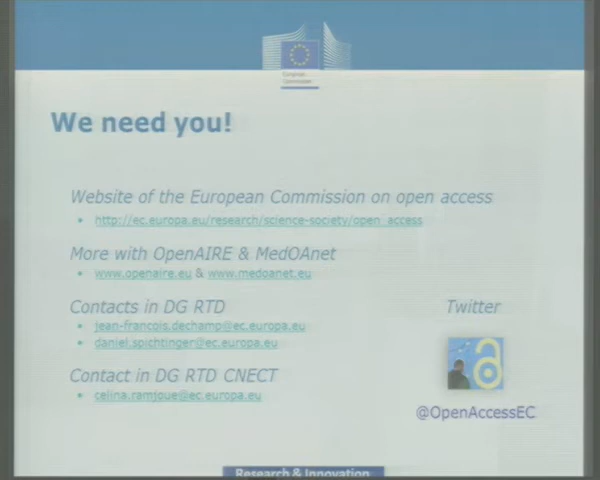 European
Commission
We need you!
Website of the European Commission on open access
• http://ec.europa.eu/research/science-society/open_access
More with OpenAIRE & MedOAnet
• www.openaire.eu & www.medoanet.eu
Contacts in DG RTD
• jean-francois.dechamp@ec.europa.eu
• daniel.spichtinger@ec.europa.eu
Contact in DG RTD CNECT
• celina.ramjoue@ec.europa.eu
Twitter
@OpenAccessEC
Research & Innovation